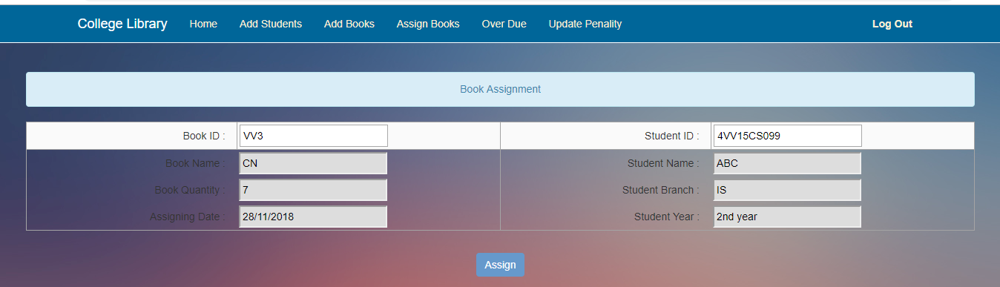 College Library Home Add Students Add Books Assign Books Over Due Update Penality Log Out
Book Assignment
Book ID : VV3 Student ID : 4VV15CS099
Book Name : CN Student Name : ABC
Book Quantity : 7 Student Branch : IS
Assigning Date : 28/11/2018 Student Year : 2nd year
Assign